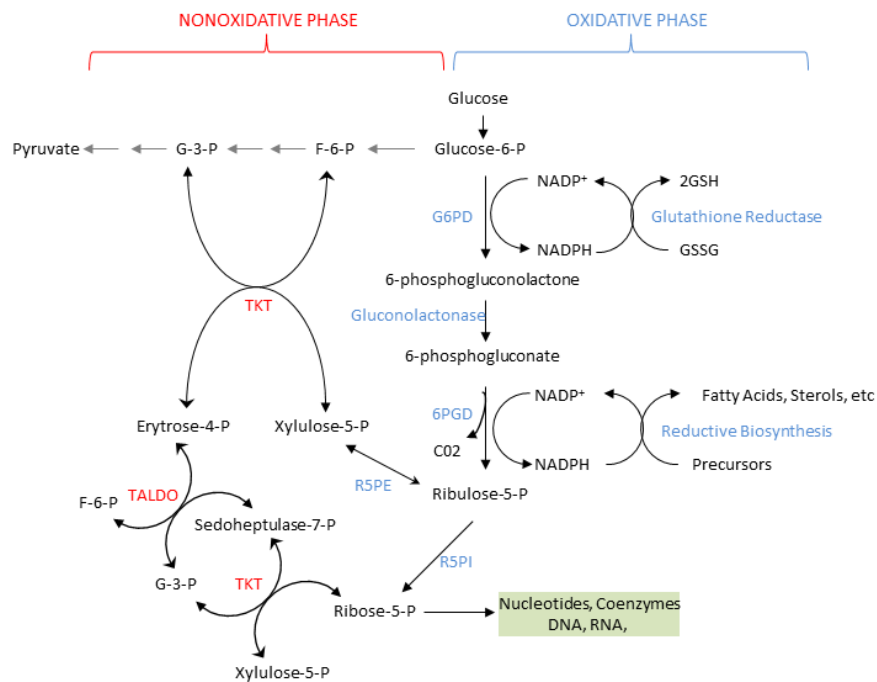 NONOXIDATIVE PHASE
OXIDATIVE PHASE
Glucose
Pyruvate
G-3-P
F-6-P
Glucose-6-P
NADP+
2GSH
G6PD
Glutathione Reductase
NADPH
GSSG
6-phosphogluconolactone
TKT
Gluconolactonase
6-phosphogluconate
NADP+
Fatty Acids, Sterols, etc
6PGD
Erytrose-4-P
Xylulose-5-P
Reductive Biosynthesis
C02
NADPH
Precursors
R5PE
Ribulose-5-P
F-6-P
TALDO
Sedoheptulase-7-P
R5PI
G-3-P
TKT
Ribose-5-P
Nucleotides, Coenzymes
DNA, RNA,
Xylulose-5-P